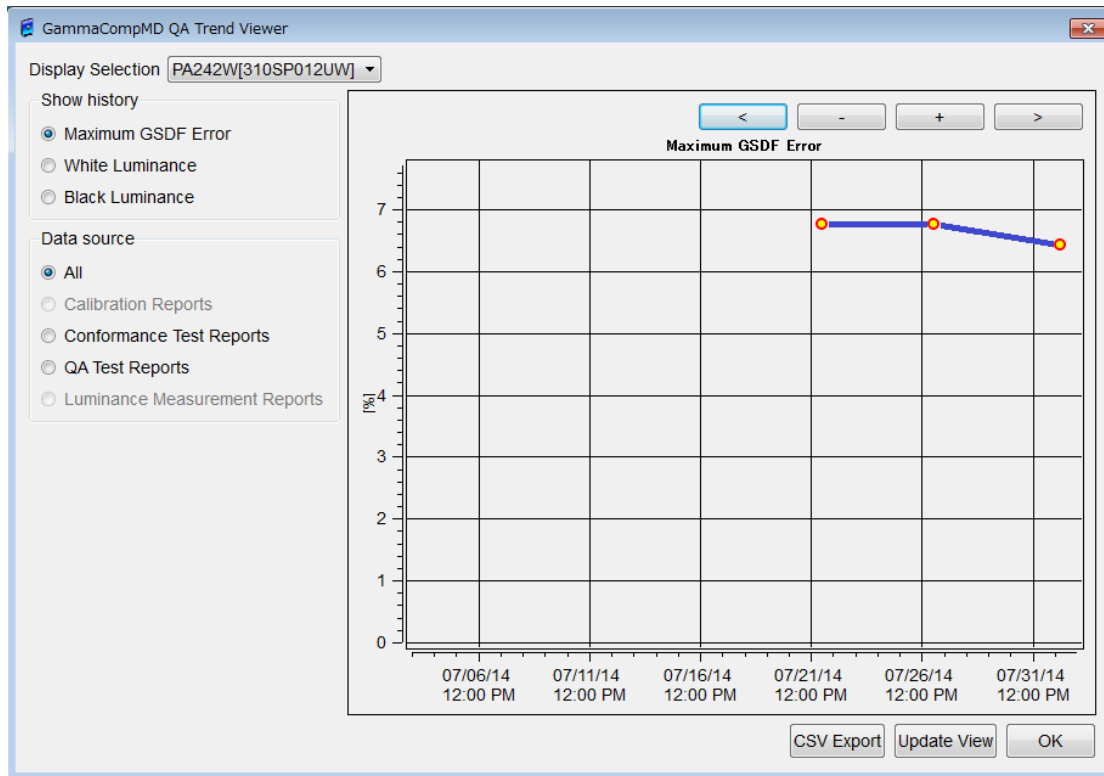 GammaCompMD QA Trend Viewer
Display Selection PA242W[310SP012UW]
Show history
Maximum GSDF Error
White Luminance
Black Luminance
Data source
All
Calibration Reports
Conformance Test Reports
QA Test Reports
Luminance Measurement Reports
< - + >
Maximum GSDF Error
7
6
5
4
3
2
1
0
[%]
07/06/14 07/11/14 07/16/14 07/21/14 07/26/14 07/31/14
12:00 PM 12:00 PM 12:00 PM 12:00 PM 12:00 PM 12:00 PM
CSV Export Update View OK